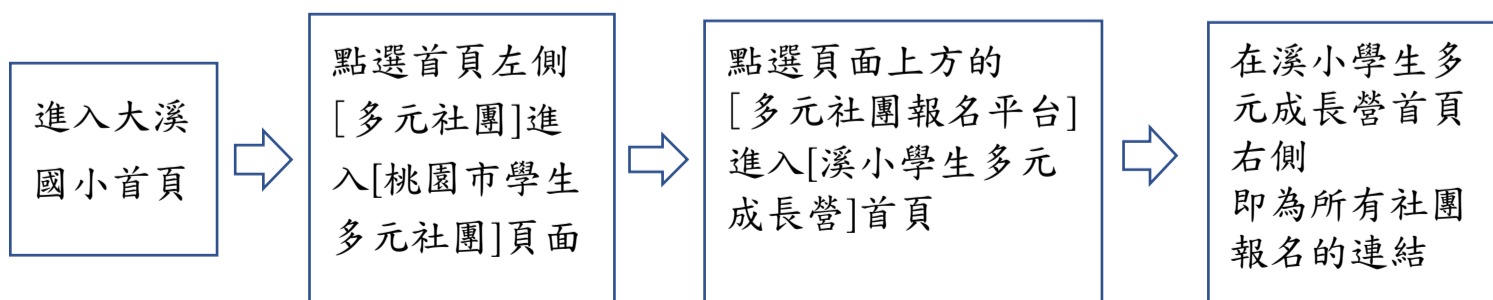 進入大溪
國小首頁
點選首頁左側
[多元社團]進
入[桃園市學生
多元社團]頁面
點選頁面上方的
[多元社團報名平台]
進入[溪小學生多元
成長營]首頁
在溪小學生多
元成長營首頁
右側
即為所有社團
報名的連結